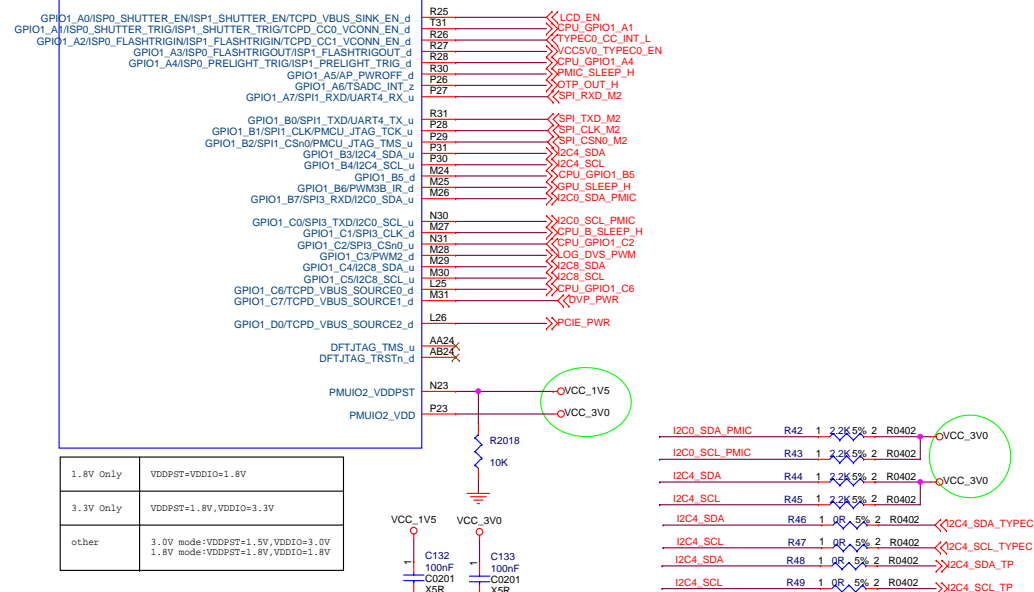 GPIO1_A0/ISP0_SHUTTER_EN/ISP1_SHUTTER_EN/TCPD_VBUS_SINK_EN_d R25 LCD_EN
GPIO1_A1/ISP0_SHUTTER_TRIG/ISP1_SHUTTER_TRIG/TCPD_CC0_VCONN_EN_d T31 CPU_GPIO1_A1
GPIO1_A2/ISP0_FLASHTRIGIN/ISP1_FLASHTRIGIN/TCPD_CC1_VCONN_EN_d R26 TYPEC0_CC_INT_L
GPIO1_A3/ISP0_FLASHTRIGOUT/ISP1_FLASHTRIGOUT_d R27 VCC5V0_TYPEC0_EN
GPIO1_A4/ISP0_PRELIGHT_TRIG/ISP1_PRELIGHT_TRIG_d R28 CPU_GPIO1_A4
GPIO1_A5/AP_PWROFF_d R30 PMIC_SLEEP_H
GPIO1_A6/TSADC_INT_z P26 OTP_OUT_H
GPIO1_A7/SPI1_RXD/UART4_RX_u P27 SPI_RXD_M2
GPIO1_B0/SPI1_TXD/UART4_TX_u R31 SPI_TXD_M2
GPIO1_B1/SPI1_CLK/PMCU_JTAG_TCK_u P28 SPI_CLK_M2
GPIO1_B2/SPI1_CSn0/PMCU_JTAG_TMS_u P29 SPI_CSN0_M2
GPIO1_B3/I2C4_SDA_u P31 I2C4_SDA
GPIO1_B4/I2C4_SCL_u P30 I2C4_SCL
GPIO1_B5_d M24 CPU_GPIO1_B5
GPIO1_B6/PWM3B_IR_d M25 GPU_SLEEP_H
GPIO1_B7/SPI3_RXD/I2C0_SDA_u M26 I2C0_SDA_PMIC
GPIO1_C0/SPI3_TXD/I2C0_SCL_u N30 I2C0_SCL_PMIC
GPIO1_C1/SPI3_CLK_d M27 CPU_B_SLEEP_H
GPIO1_C2/SPI3_CSn0_u N31 CPU_GPIO1_C2
GPIO1_C3/PWM2_d M28 LOG_DVS_PWM
GPIO1_C4/I2C8_SDA_u M29 I2C8_SDA
GPIO1_C5/I2C8_SCL_u M30 I2C8_SCL
GPIO1_C6/TCPD_VBUS_SOURCE0_d L25 CPU_GPIO1_C6
GPIO1_C7/TCPD_VBUS_SOURCE1_d M31 DVP_PWR
GPIO1_D0/TCPD_VBUS_SOURCE2_d L26 PCIE_PWR
DFTJTAG_TMS_u AA24
DFTJTAG_TRSTn_d AB24
PMUIO2_VDDPST N23 VCC_1V5
PMUIO2_VDD P23 VCC_3V0
R2018
10K
1.8V Only VDDPST=VDDIO=1.8V
3.3V Only VDDPST=1.8V,VDDIO=3.3V
other 3.0V mode:VDDPST=1.5V,VDDIO=3.0V
1.8V mode:VDDPST=1.8V,VDDIO=1.8V
VCC_1V5 VCC_3V0
1 C132 1 C133
100nF 100nF
C0201 C0201
X5R X5R
I2C0_SDA_PMIC R42 1 2.2K 5% 2 R0402 VCC_3V0
I2C0_SCL_PMIC R43 1 2.2K 5% 2 R0402
I2C4_SDA R44 1 2.2K 5% 2 R0402 VCC_3V0
I2C4_SCL R45 1 2.2K 5% 2 R0402
I2C4_SDA R46 1 0R 5% 2 R0402 I2C4_SDA_TYPEC
I2C4_SCL R47 1 0R 5% 2 R0402 I2C4_SCL_TYPEC
I2C4_SDA R48 1 0R 5% 2 R0402 I2C4_SDA_TP
I2C4_SCL R49 1 0R 5% 2 R0402 I2C4_SCL_TP